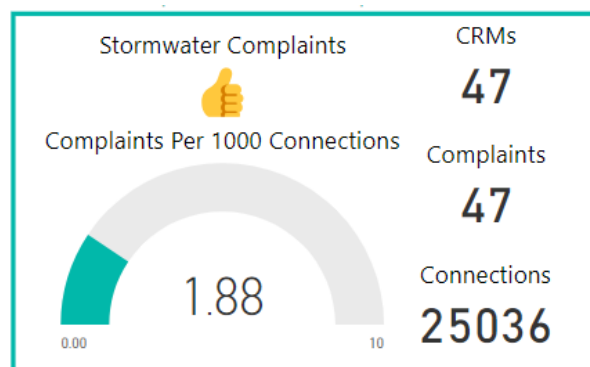 Stormwater Complaints
Complaints Per 1000 Connections
1.88
0.00
10
CRMs
47
Complaints
47
Connections
25036